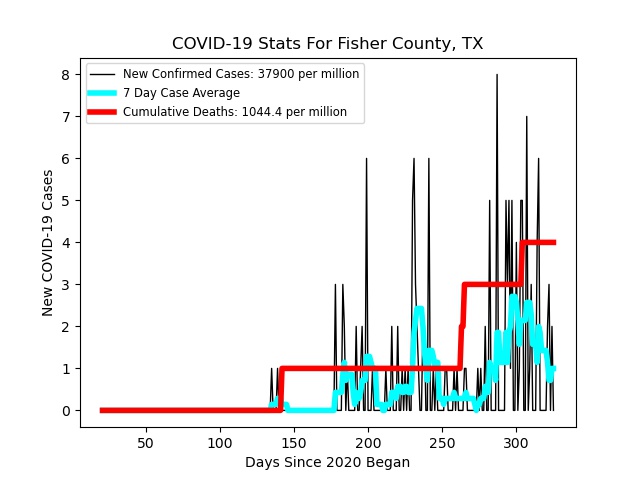 COVID-19 Stats For Fisher County, TX
New Confirmed Cases: 37900 per million
7 Day Case Average
Cumulative Deaths: 1044.4 per million
New COVID-19 Cases
8
7
6
5
4
3
2
1
0
50 100 150 200 250 300
Days Since 2020 Began